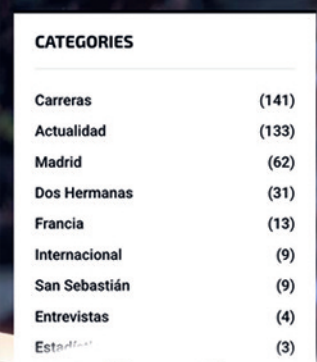 CATEGORIES
Carreras (141)
Actualidad (133)
Madrid (62)
Dos Hermanas (31)
Francia (13)
Internacional (9)
San Sebastián (9)
Entrevistas (4)
(3)